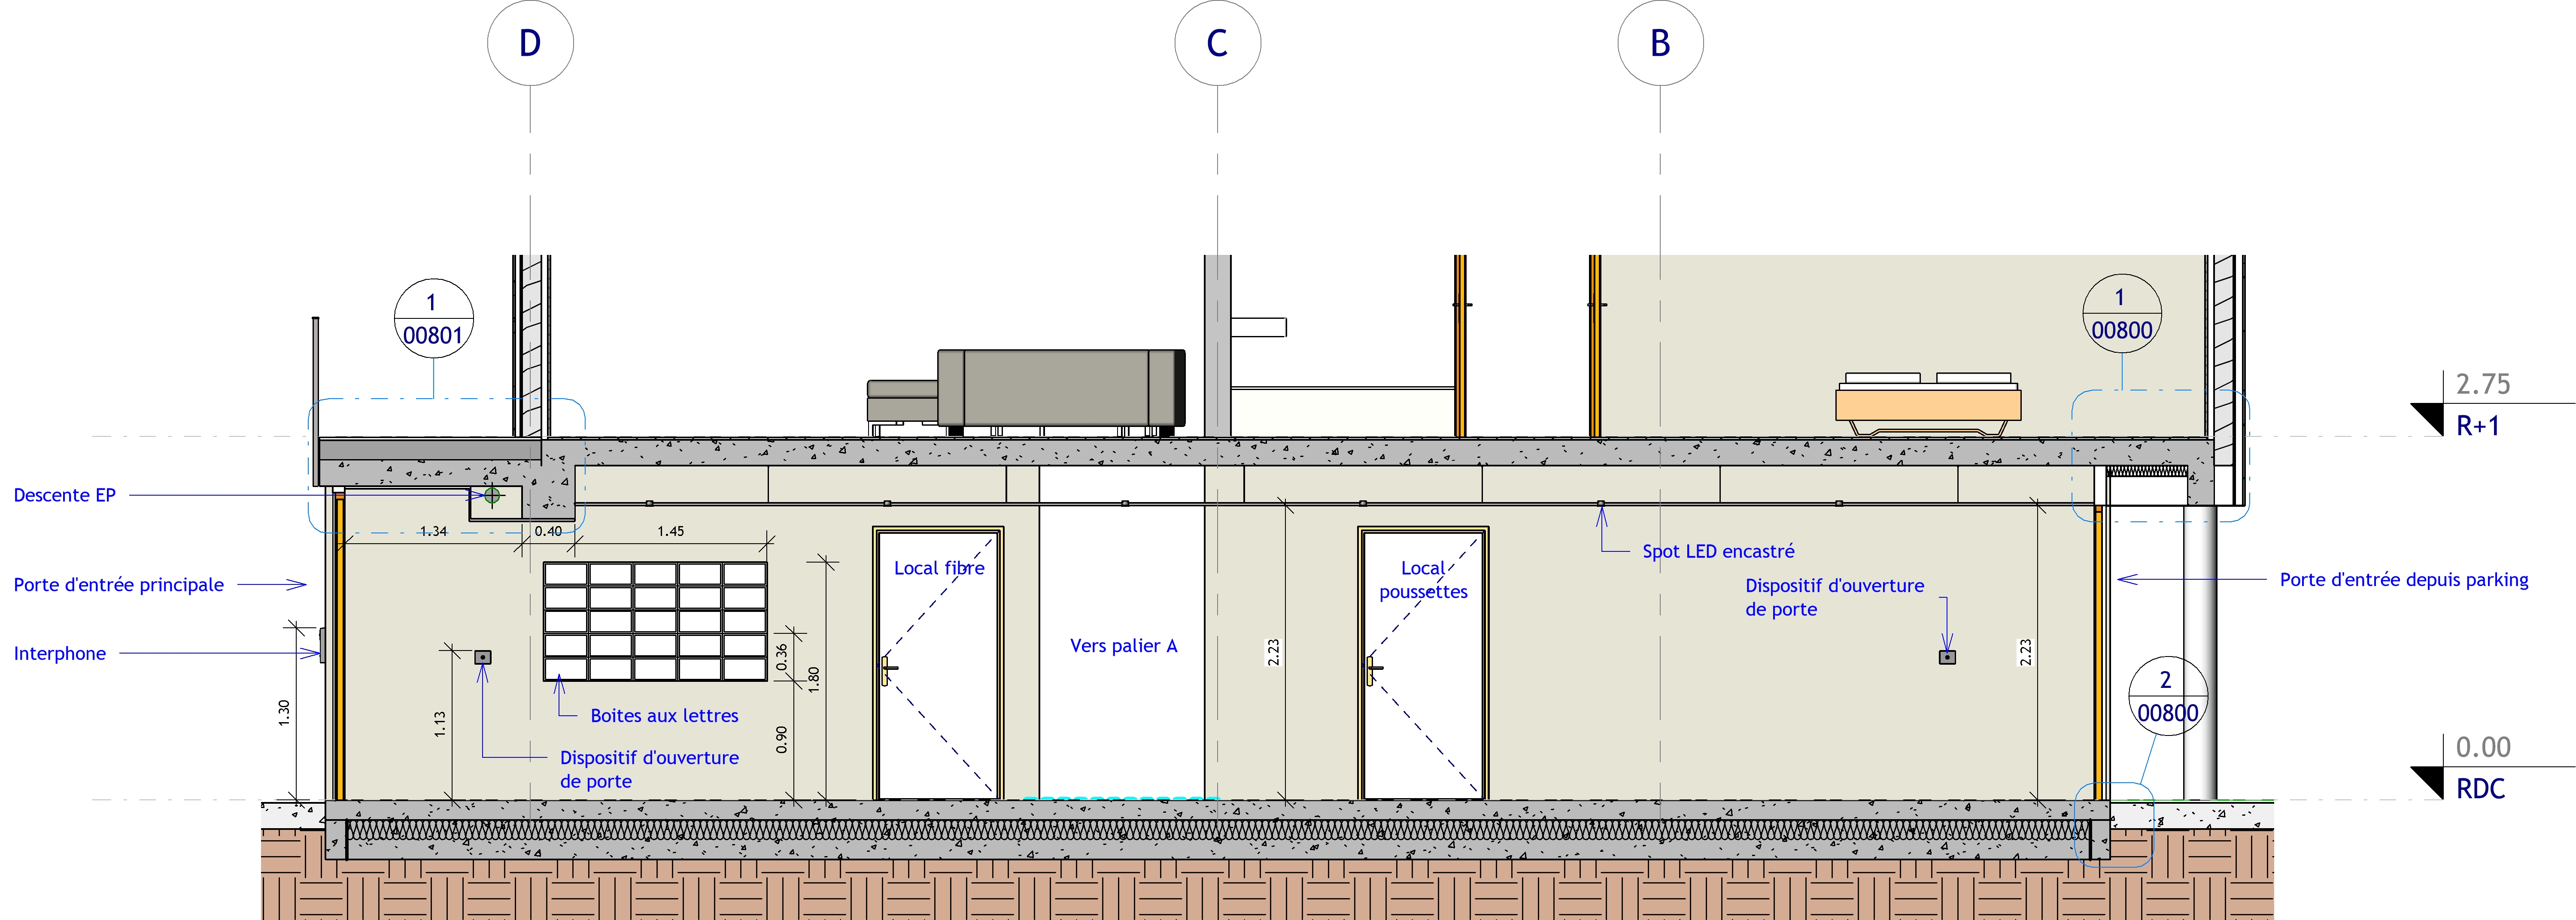 D
C
B
1
00801
1
00800
2.75
R+1
Descente EP
1.34
0.40
1.45
Spot LED encastré
Local fibre
Local
poussettes
Dispositif d'ouverture
de porte
Porte d'entrée principale
Porte d'entrée depuis parking
Vers palier A
Interphone
2.23
2.23
0.36
1.80
2
00800
1.30
1.13
Boites aux lettres
0.90
Dispositif d'ouverture
de porte
0.00
RDC